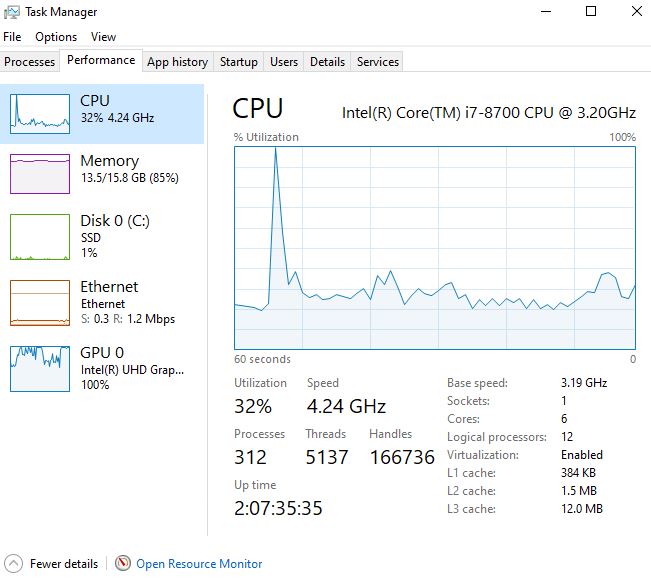 Task Manager
File Options View
Processes Performance App history Startup Users Details Services
CPU
32% 4.24 GHz
Memory
13.5/15.8 GB (85%)
Disk 0 (C:)
SSD
1%
Ethernet
Ethernet
S: 0.3 R: 1.2 Mbps
GPU 0
Intel(R) UHD Grap...
100%
CPU Intel(R) Core(TM) i7-8700 CPU @ 3.20GHz
% Utilization 100%
60 seconds 0
Utilization Speed
32% 4.24 GHz
Processes Threads Handles
312 5137 166736
Up time
2:07:35:35
Base speed: 3.19 GHz
Sockets: 1
Cores: 6
Logical processors: 12
Virtualization: Enabled
L1 cache: 384 KB
L2 cache: 1.5 MB
L3 cache: 12.0 MB
Fewer details Open Resource Monitor